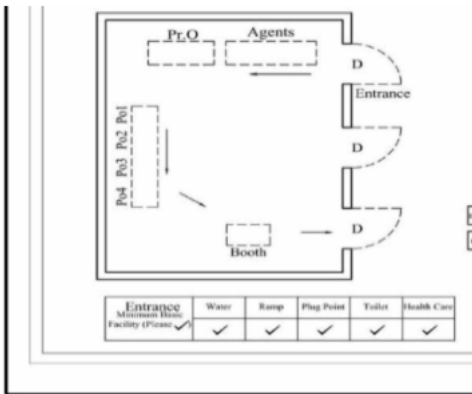 Pr.O Agents
D
Entrance
Po1
Po2
Po3
Po4
D
D
Booth
Entrance
Minimum Basic
Facility (Please ✓)
Water Ramp Plug Point Toilet Health Care
✓ ✓ ✓ ✓ ✓